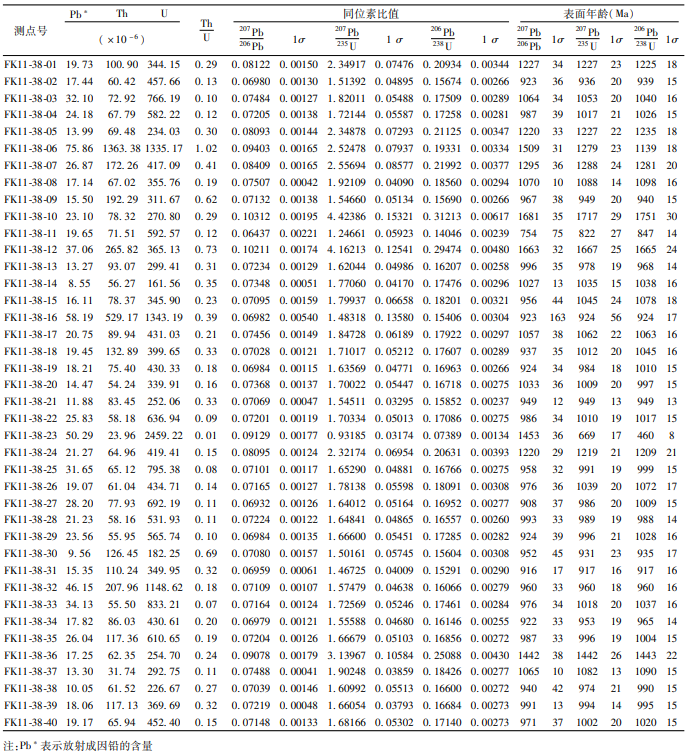 同位素比值 表面年龄(Ma)
测点号 Pb* Th U Th/U 207Pb/206Pb 1σ 207Pb/235U 1σ 206Pb/238U 1σ 207Pb/206Pb 1σ 207Pb/235U 1σ 206Pb/238U 1σ
(×10-6)
FK11-38-01 19.73 100.90 344.15 0.29 0.08122 0.00150 2.34917 0.07476 0.20934 0.00344 1227 34 1227 23 1225 18
FK11-38-02 17.44 60.42 457.66 0.13 0.06980 0.00130 1.51392 0.04895 0.15674 0.00266 923 36 936 20 939 15
FK11-38-03 32.10 72.92 766.19 0.10 0.07484 0.00127 1.82011 0.05488 0.17509 0.00289 1064 34 1053 20 1040 16
FK11-38-04 24.18 67.79 582.22 0.12 0.07205 0.00138 1.72144 0.05587 0.17258 0.00281 987 39 1017 21 1026 15
FK11-38-05 13.99 69.48 234.03 0.30 0.08093 0.00144 2.34878 0.07293 0.21125 0.00347 1220 33 1227 22 1235 18
FK11-38-06 75.86 1363.38 1335.17 1.02 0.09403 0.00165 2.52478 0.07937 0.19331 0.00334 1509 31 1279 23 1139 18
FK11-38-07 26.87 172.26 417.09 0.41 0.08409 0.00165 2.55694 0.08577 0.21992 0.00377 1295 36 1288 24 1281 20
FK11-38-08 17.14 67.02 355.76 0.19 0.07507 0.00042 1.92109 0.04090 0.18560 0.00294 1070 10 1088 14 1098 16
FK11-38-09 15.50 192.29 311.67 0.62 0.07132 0.00138 1.54660 0.05134 0.15690 0.00266 967 38 949 20 940 15
FK11-38-10 23.10 78.32 270.80 0.29 0.10312 0.00195 4.42386 0.15321 0.31213 0.00617 1681 35 1717 29 1751 30
FK11-38-11 19.65 71.51 592.57 0.12 0.06437 0.00221 1.24661 0.05923 0.14046 0.00239 754 75 822 27 847 14
FK11-38-12 37.06 265.82 365.13 0.73 0.10211 0.00174 4.16213 0.12541 0.29474 0.00480 1663 32 1667 25 1665 24
FK11-38-13 13.27 93.07 299.41 0.31 0.07234 0.00129 1.62044 0.04986 0.16207 0.00258 996 35 978 19 968 14
FK11-38-14 8.55 56.27 161.56 0.35 0.07348 0.00051 1.77060 0.04170 0.17476 0.00296 1027 13 1035 15 1038 16
FK11-38-15 16.11 78.37 345.90 0.23 0.07095 0.00159 1.79937 0.06658 0.18201 0.00321 956 44 1045 24 1078 18
FK11-38-16 58.19 529.17 1343.19 0.39 0.06982 0.00540 1.48318 0.13580 0.15406 0.00304 923 163 924 56 924 17
FK11-38-17 20.75 89.94 431.03 0.21 0.07456 0.00149 1.84728 0.06189 0.17922 0.00297 1057 38 1062 22 1063 16
FK11-38-18 19.45 132.89 399.65 0.33 0.07028 0.00121 1.71017 0.05212 0.17607 0.00289 937 35 1012 20 1045 16
FK11-38-19 18.21 75.40 430.33 0.18 0.06984 0.00115 1.63569 0.04771 0.16963 0.00266 924 34 984 18 1010 15
FK11-38-20 14.47 54.24 339.91 0.16 0.07368 0.00137 1.70022 0.05447 0.16718 0.00275 1033 36 1009 20 997 15
FK11-38-21 11.88 83.45 252.06 0.33 0.07069 0.00047 1.54511 0.03295 0.15852 0.00237 949 12 949 13 949 13
FK11-38-22 25.83 58.18 636.94 0.09 0.07201 0.00119 1.70334 0.05013 0.17086 0.00275 986 34 1010 19 1017 15
FK11-38-23 50.29 23.96 2459.22 0.01 0.09129 0.00177 0.93185 0.03174 0.07389 0.00134 1453 36 669 17 460 8
FK11-38-24 21.27 64.96 419.41 0.15 0.08095 0.00124 2.32174 0.06954 0.20631 0.00393 1220 29 1219 21 1209 21
FK11-38-25 31.65 65.12 795.38 0.08 0.07101 0.00117 1.65290 0.04881 0.16766 0.00275 958 32 991 19 999 15
FK11-38-26 19.07 61.04 434.71 0.14 0.07165 0.00127 1.78138 0.05598 0.18091 0.00308 976 36 1039 20 1072 17
FK11-38-27 28.20 77.93 692.19 0.11 0.06932 0.00126 1.64012 0.05164 0.16952 0.00277 908 37 986 20 1009 15
FK11-38-28 21.23 58.16 531.93 0.11 0.07224 0.00122 1.64841 0.04865 0.16557 0.00260 993 33 989 19 988 14
FK11-38-29 23.56 55.95 565.74 0.10 0.06984 0.00135 1.66600 0.05451 0.17285 0.00282 924 39 996 21 1028 16
FK11-38-30 9.56 126.45 182.25 0.69 0.07080 0.00157 1.50161 0.05745 0.15604 0.00308 952 45 931 23 935 17
FK11-38-31 15.35 110.24 349.95 0.32 0.06959 0.00061 1.46725 0.04009 0.15291 0.00290 916 17 917 16 917 16
FK11-38-32 46.15 207.96 1148.62 0.18 0.07109 0.00107 1.57479 0.04638 0.16066 0.00279 960 33 960 18 960 16
FK11-38-33 34.13 55.50 833.21 0.07 0.07164 0.00124 1.72569 0.05246 0.17461 0.00284 976 34 1018 20 1037 16
FK11-38-34 17.82 86.03 430.61 0.20 0.06979 0.00121 1.55588 0.04680 0.16146 0.00255 922 33 953 19 965 14
FK11-38-35 26.04 117.36 610.65 0.19 0.07204 0.00126 1.66679 0.05103 0.16856 0.00272 987 33 996 19 1004 15
FK11-38-36 17.25 62.35 254.70 0.24 0.09078 0.00179 3.13967 0.10584 0.25088 0.00430 1442 38 1442 26 1443 22
FK11-38-37 13.30 31.74 292.75 0.11 0.07488 0.00041 1.90248 0.03859 0.18426 0.00277 1065 10 1082 13 1090 15
FK11-38-38 10.05 61.52 226.67 0.27 0.07039 0.00146 1.60992 0.05513 0.16600 0.00272 940 42 974 21 990 15
FK11-38-39 18.06 117.13 369.69 0.32 0.07219 0.00048 1.66054 0.03793 0.16684 0.00273 991 13 994 14 995 15
FK11-38-40 19.17 65.94 452.40 0.15 0.07148 0.00133 1.68166 0.05302 0.17140 0.00273 971 37 1002 20 1020 15
注:Pb*表示放射成因铅的含量